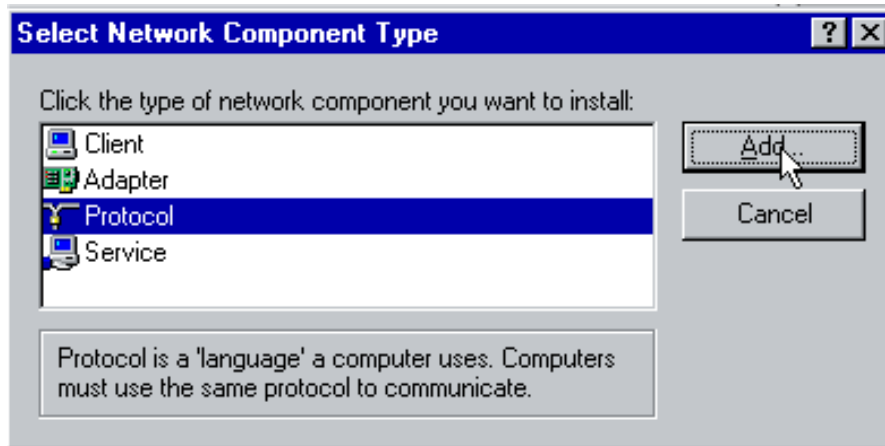 Select Network Component Type
Click the type of network component you want to install:
Client
Add...
Adapter
Protocol
Cancel
Service
Protocol is a 'language' a computer uses. Computers
must use the same protocol to communicate.